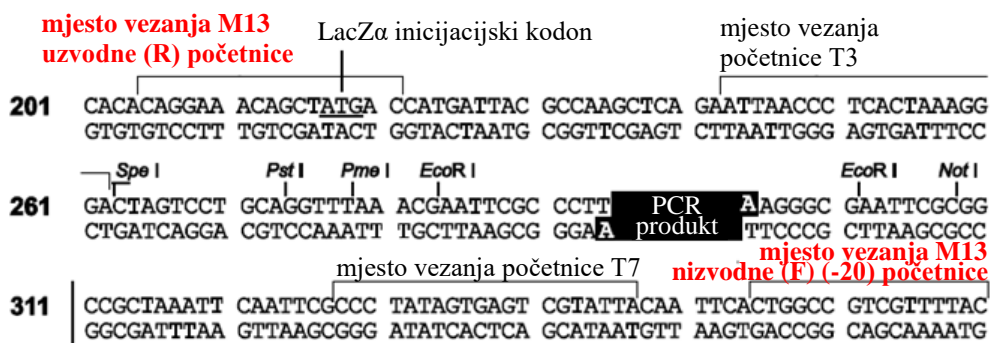 mjesto vezanja M13
uzvodne (R) početnice
LacZα inicijacijski kodon
mjesto vezanja
početnice T3
201 CACACAGGAA ACAGCTATGA CCATGATTAC GCCAAGCTCA GAATTAACCC TCACTAAAGG
GTGTGTCCTT TGTCGATACT GGTACTAATG CGGTTCGAGT CTTAATTGGG AGTGATTTCC
Spe I Pst I Pme I EcoR I EcoR I Not I
261 GACTAGTCCT GCAGGTTTAA ACGAATTCGC CCTT PCR A AAGGGC GAATTCGCGG
CTGATCAGGA CGTCCAAATT TGCTTAAGCG GGA A produkt TTCCCG CTTAAGCGCC
mjesto vezanja početnice T7
mjesto vezanja M13
nizvodne (F) (-20) početnice
311 CCGCTAAATT CAATTCGCCC TATAGTGAGT CGTATTACAA TTCACTGGCC GTCGTTTTAC
GGCGATTTAA GTTAAGCGGG ATATCACTCA GCATAATGTT AAGTGACCGG CAGCAAAATG